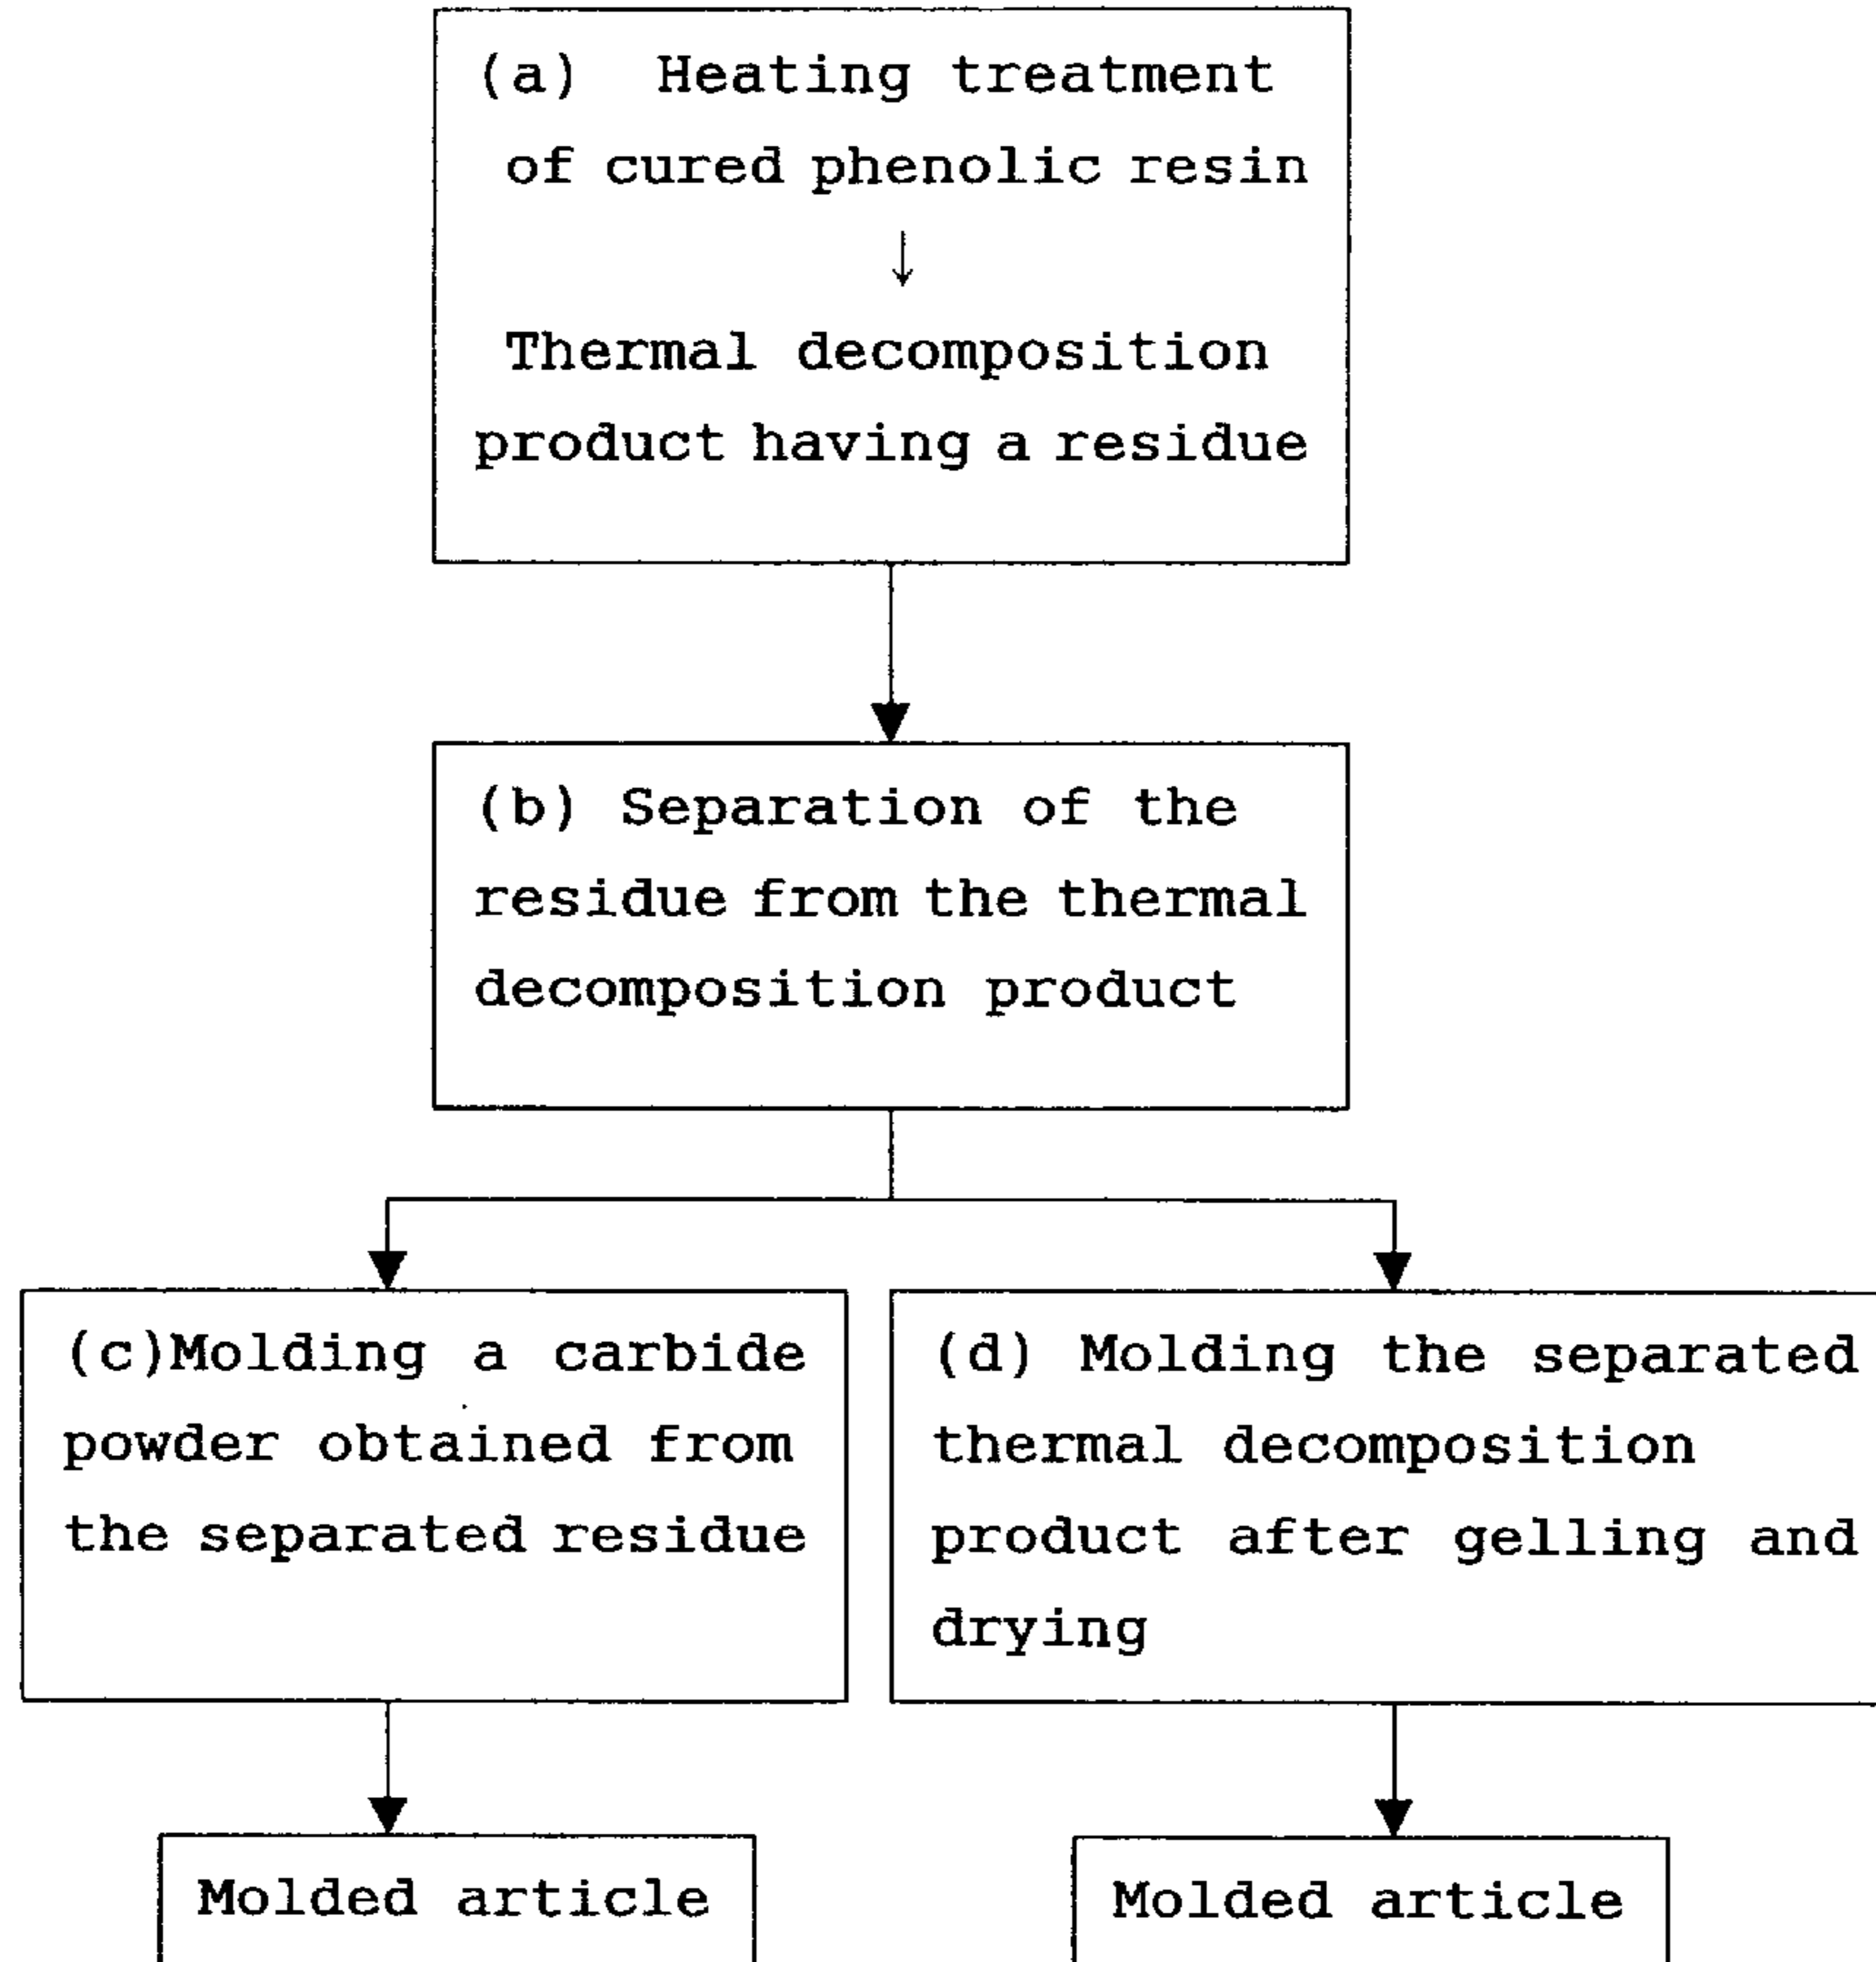 (a) Heating treatment
of cured phenolic resin
↓
Thermal decomposition
product having a residue
(b) Separation of the
residue from the thermal
decomposition product
(c)Molding a carbide
powder obtained from
the separated residue
(d) Molding the separated
thermal decomposition
product after gelling and
drying
Molded article
Molded article